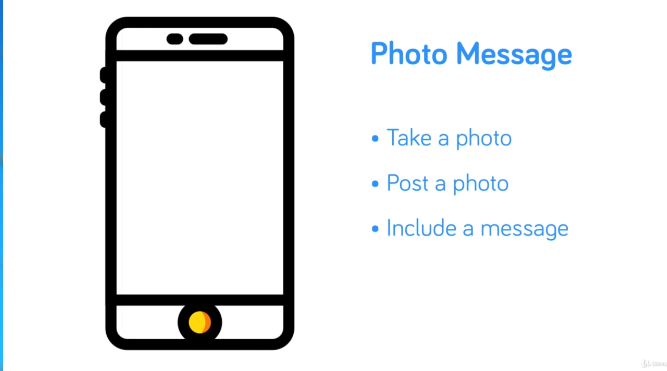 Photo Message
• Take a photo
• Post a photo
• Include a message